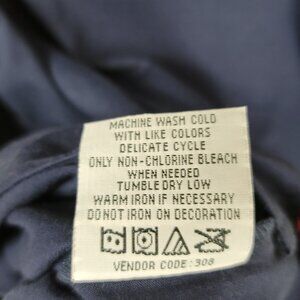 MACHINE WASH COLD
WITH LIKE COLORS
DELICATE CYCLE
ONLY NON-CHLORINE BLEACH
WHEN NEEDED
TUMBLE DRY LOW
WARM IRON IF NECESSARY
DO NOT IRON ON DECORATION
VENDOR CODE: 308